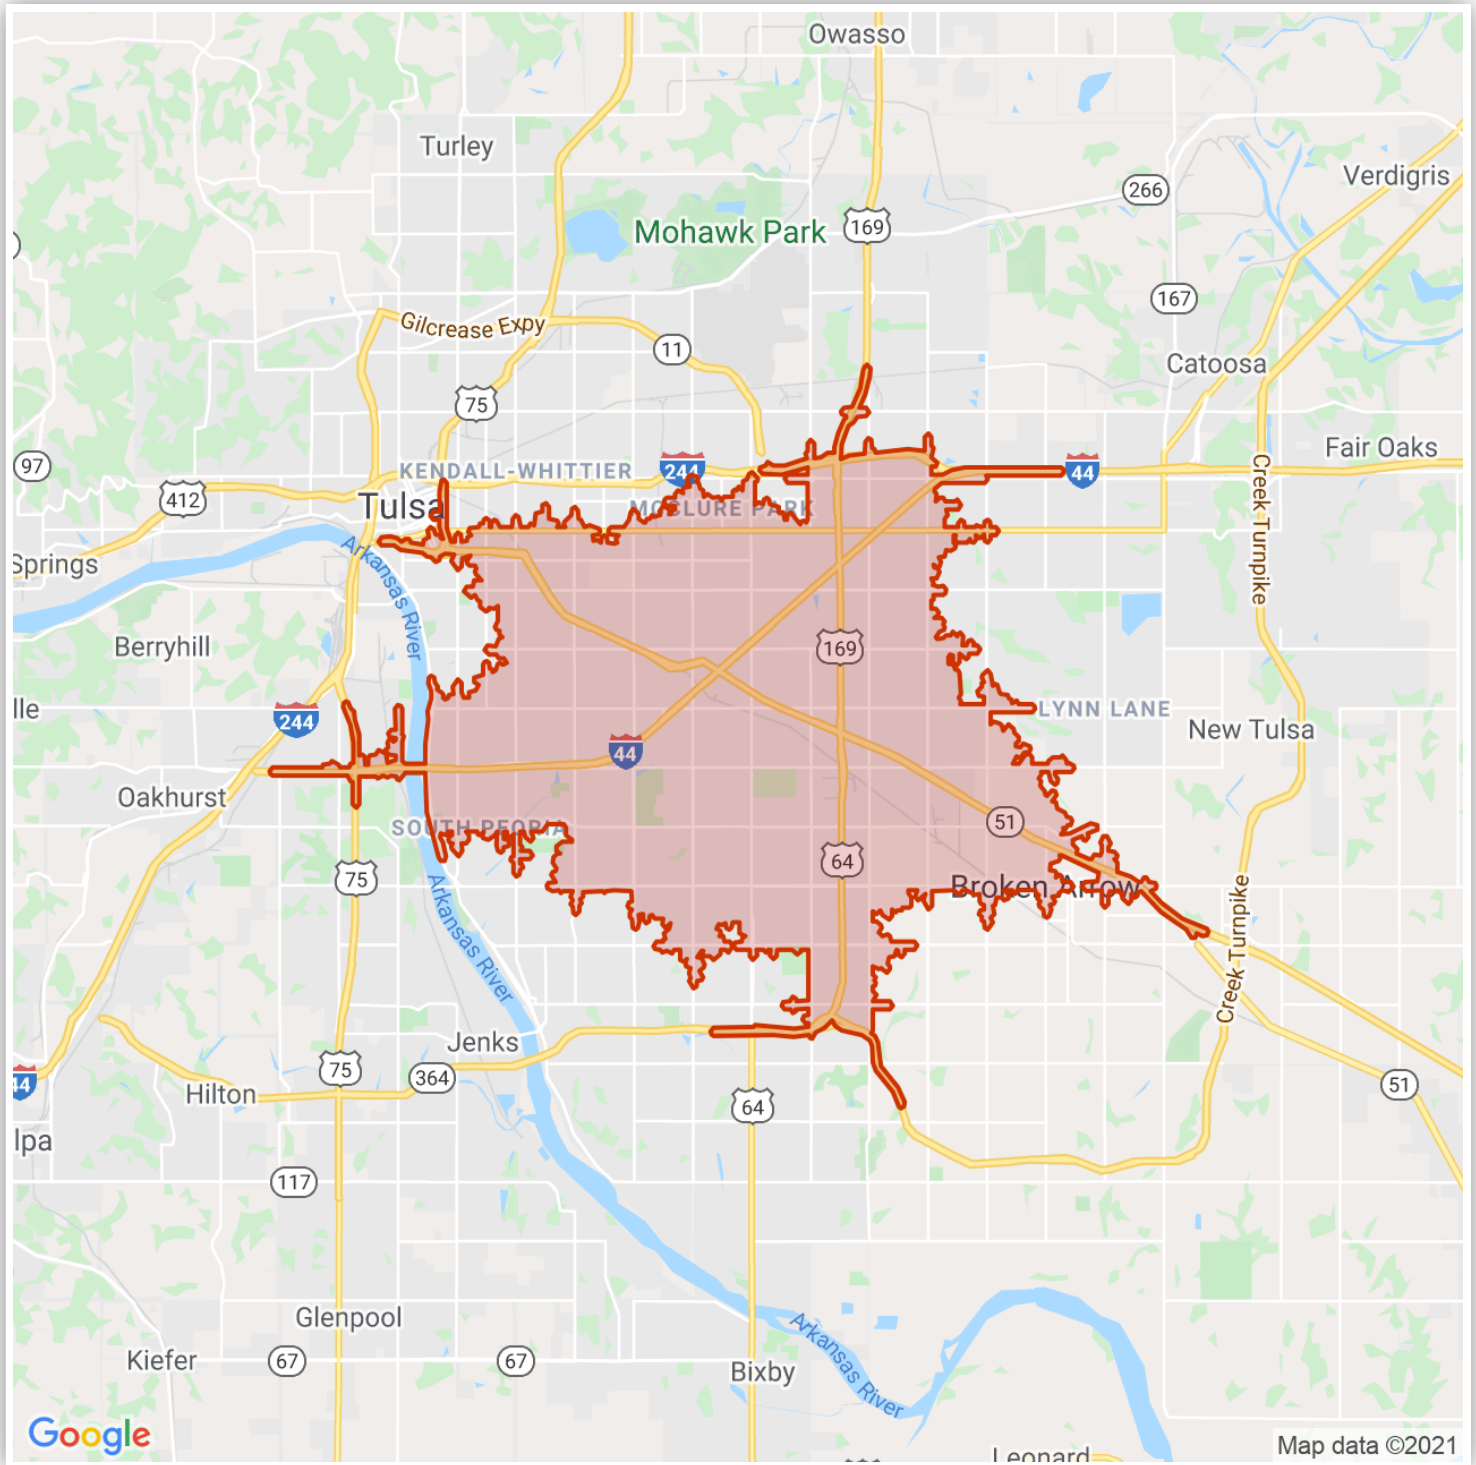 Owasso
Turley
Verdigris
266
Mohawk Park
169
167
Gilcrease Expy
11
Catoosa
75
Fair Oaks
97
KENDALL-WHITTIER
244
44
412
Tulsa
MCCLURE PARK
Creek Turnpike
Springs
Arkansas River
Berryhill
169
lle
244
LYNN LANE
New Tulsa
44
Oakhurst
51
SOUTH PEORIA
64
75
Broken Arrow
Arkansas River
Creek Turnpike
Jenks
75
364
44
Hilton
64
51
lpa
117
Glenpool
Arkansas River
Kiefer
67
67
Bixby
Google
Map data ©2021
Leonard